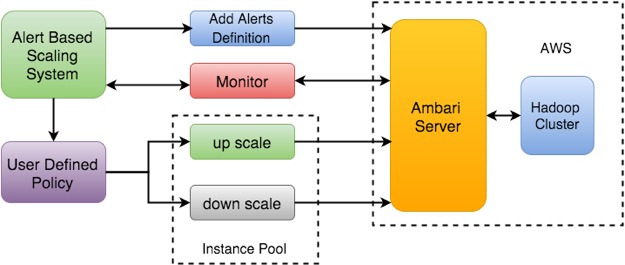 Alert Based
Scaling
System
Add Alerts
Definition
Monitor
User Defined
Policy
up scale
down scale
Instance Pool
Ambari
Server
AWS
Hadoop
Cluster